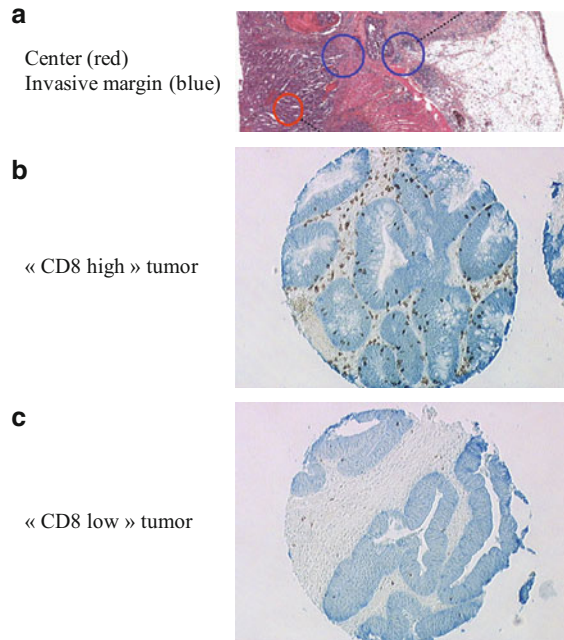 a
Center (red)
Invasive margin (blue)
b
« CD8 high » tumor
c
« CD8 low » tumor